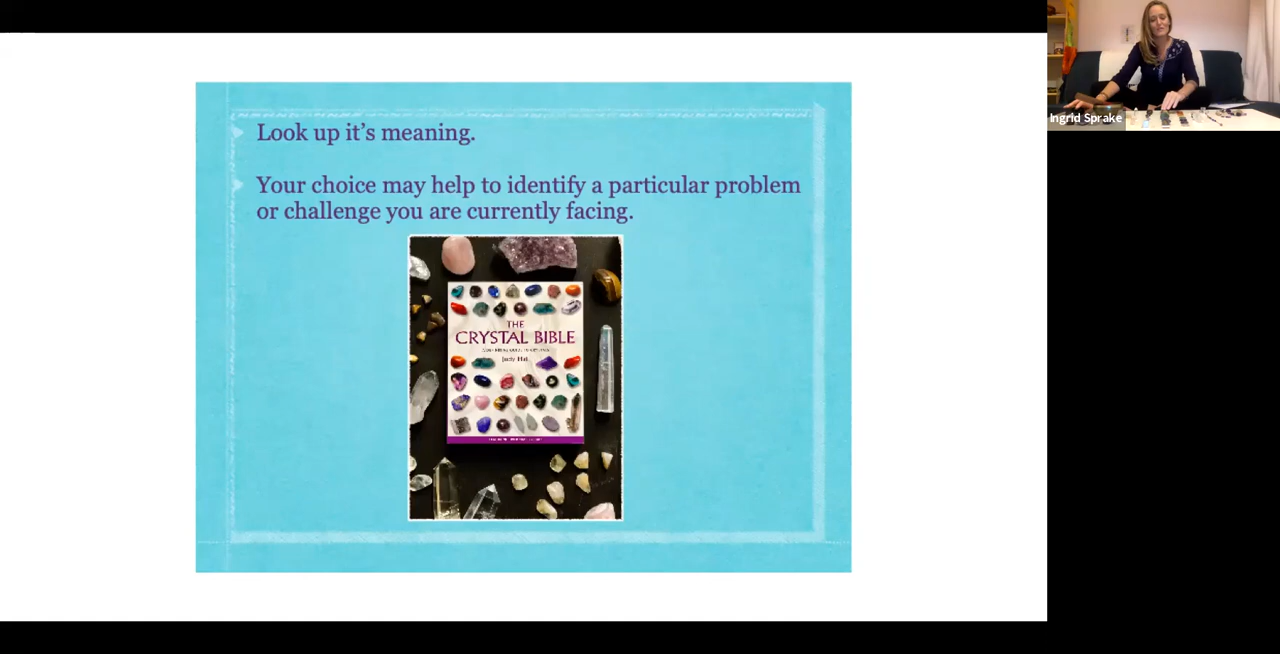 Look up it's meaning.
Your choice may help to identify a particular problem
or challenge you are currently facing.
THE
CRYSTAL BIBLE
Judy Hall
Ingrid Sprake